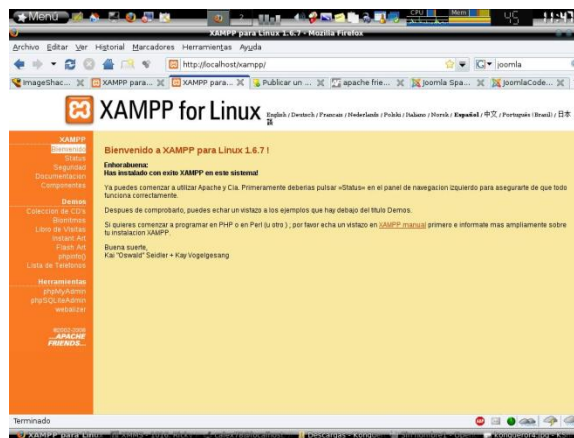 Menú
CPU
Mem
45
11:47
XAMPP para Linux 1.6.7 - Mozilla Firefox
Archivo Editar Ver Historial Marcadores Herramientas Ayuda
http://localhost/xampp/
joomla
ImageShac...
XAMPP para...
XAMPP para...
Publicar un ...
apache frie...
Joomla Spa...
JoomlaCode...
XAMPP for Linux
English / Deutsch / Francais / Nederlands / Polski / Italiano / Norsk / Español / 中文 / Português (Brasil) / 日本語
XAMPP
Bienvenido
Status
Seguridad
Documentacion
Componentes
Demos
Coleccion de CD's
Biorritmos
Libro de Visitas
Instant Art
Flash Art
phpinfo()
Lista de Telefonos
Herramientas
phpMyAdmin
phpSQLiteAdmin
webalizer
©2002-2008
...APACHE
FRIENDS...
Bienvenido a XAMPP para Linux 1.6.7 !
Enhorabuena:
Has instalado con exito XAMPP en este sistema!
Ya puedes comenzar a utilizar Apache y Cia. Primeramente deberias pulsar »Status« en el panel de navegacion izquierdo para asegurarte de que todo
funciona correctamente.
Despues de comprobarlo, puedes echar un vistazo a los ejemplos que hay debajo del titulo Demos.
Si quieres comenzar a programar en PHP o en Perl (u otro ) ; por favor echa un vistazo en XAMPP manual primero e informate mas ampliamente sobre
tu instalacion XAMPP.
Buena suerte,
Kai "Oswald" Seidler + Kay Vogelgesang
Terminado